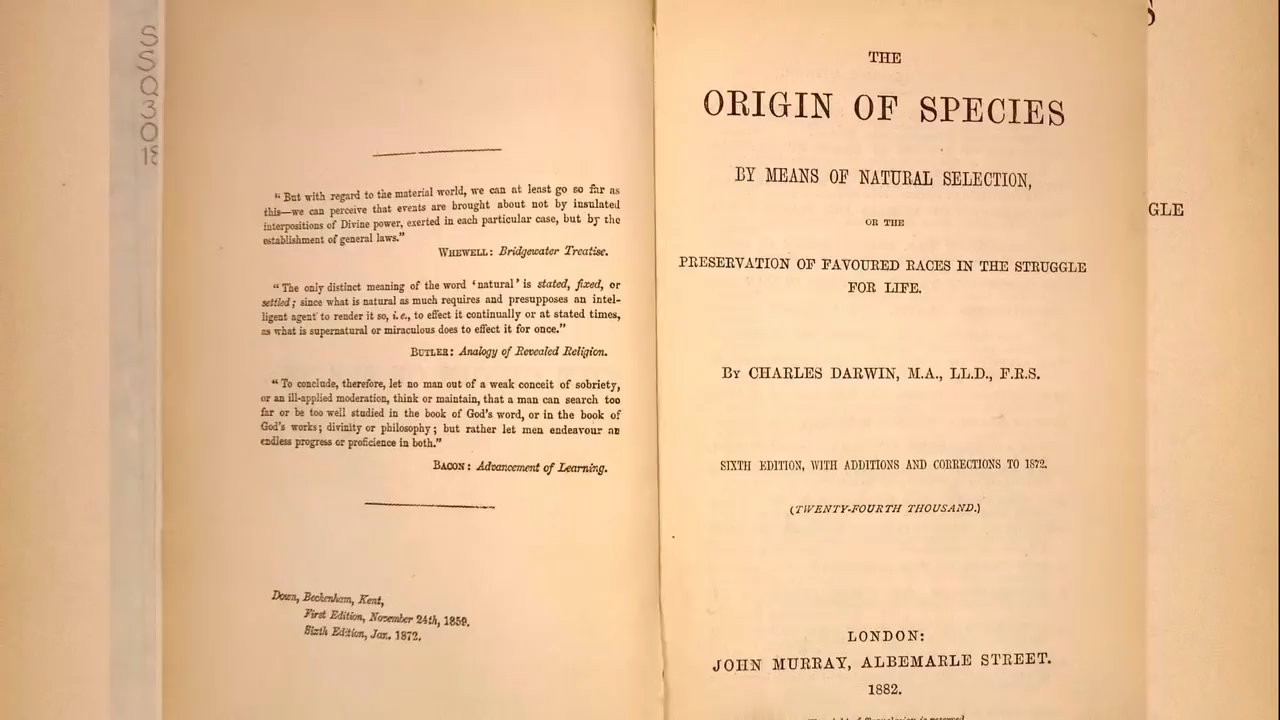 S
S
Q
3
0
18
“But with regard to the material world, we can at least go so far as
this—we can perceive that events are brought about not by insulated
interpositions of Divine power, exerted in each particular case, but by the
establishment of general laws.”
WHEWELL: Bridgewater Treatise.
“The only distinct meaning of the word ‘natural’ is stated, fixed, or
settled; since what is natural as much requires and presupposes an intel-
ligent agent to render it so, i.e., to effect it continually or at stated times,
as what is supernatural or miraculous does to effect it for once.”
BUTLER: Analogy of Revealed Religion.
“To conclude, therefore, let no man out of a weak conceit of sobriety,
or an ill-applied moderation, think or maintain, that a man can search too
far or be too well studied in the book of God's word, or in the book of
God's works; divinity or philosophy; but rather let men endeavour an
endless progress or proficience in both.”
BACON: Advancement of Learning.
Down, Beckenham, Kent,
First Edition, November 24th, 1859.
Sixth Edition, Jan. 1872.
THE
ORIGIN OF SPECIES
BY MEANS OF NATURAL SELECTION,
OR THE
PRESERVATION OF FAVOURED RACES IN THE STRUGGLE
FOR LIFE.
BY CHARLES DARWIN, M.A., LL.D., F.R.S.
SIXTH EDITION, WITH ADDITIONS AND CORRECTIONS TO 1872.
(TWENTY-FOURTH THOUSAND.)
LONDON:
JOHN MURRAY, ALBEMARLE STREET.
1882.
S
GLE